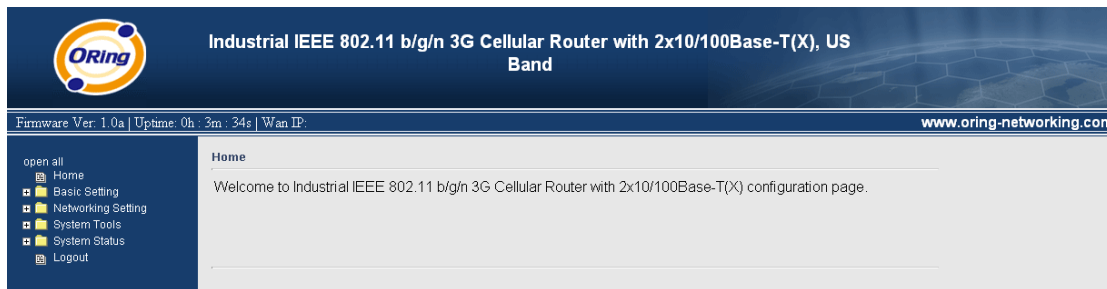 ORing
Industrial IEEE 802.11 b/g/n 3G Cellular Router with 2x10/100Base-T(X), US
Band
Firmware Ver: 1.0a | Uptime: 0h : 3m : 34s | Wan IP:
www.oring-networking.com
open all
Home
Basic Setting
Networking Setting
System Tools
System Status
Logout
Home
Welcome to Industrial IEEE 802.11 b/g/n 3G Cellular Router with 2x10/100Base-T(X) configuration page.